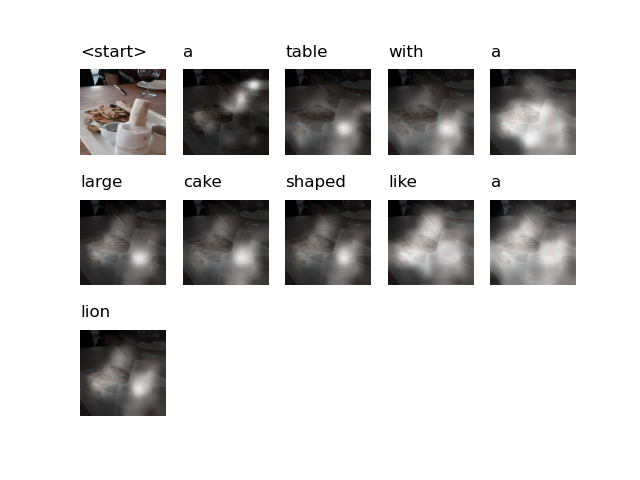 <start> a table with a
large cake shaped like a
lion